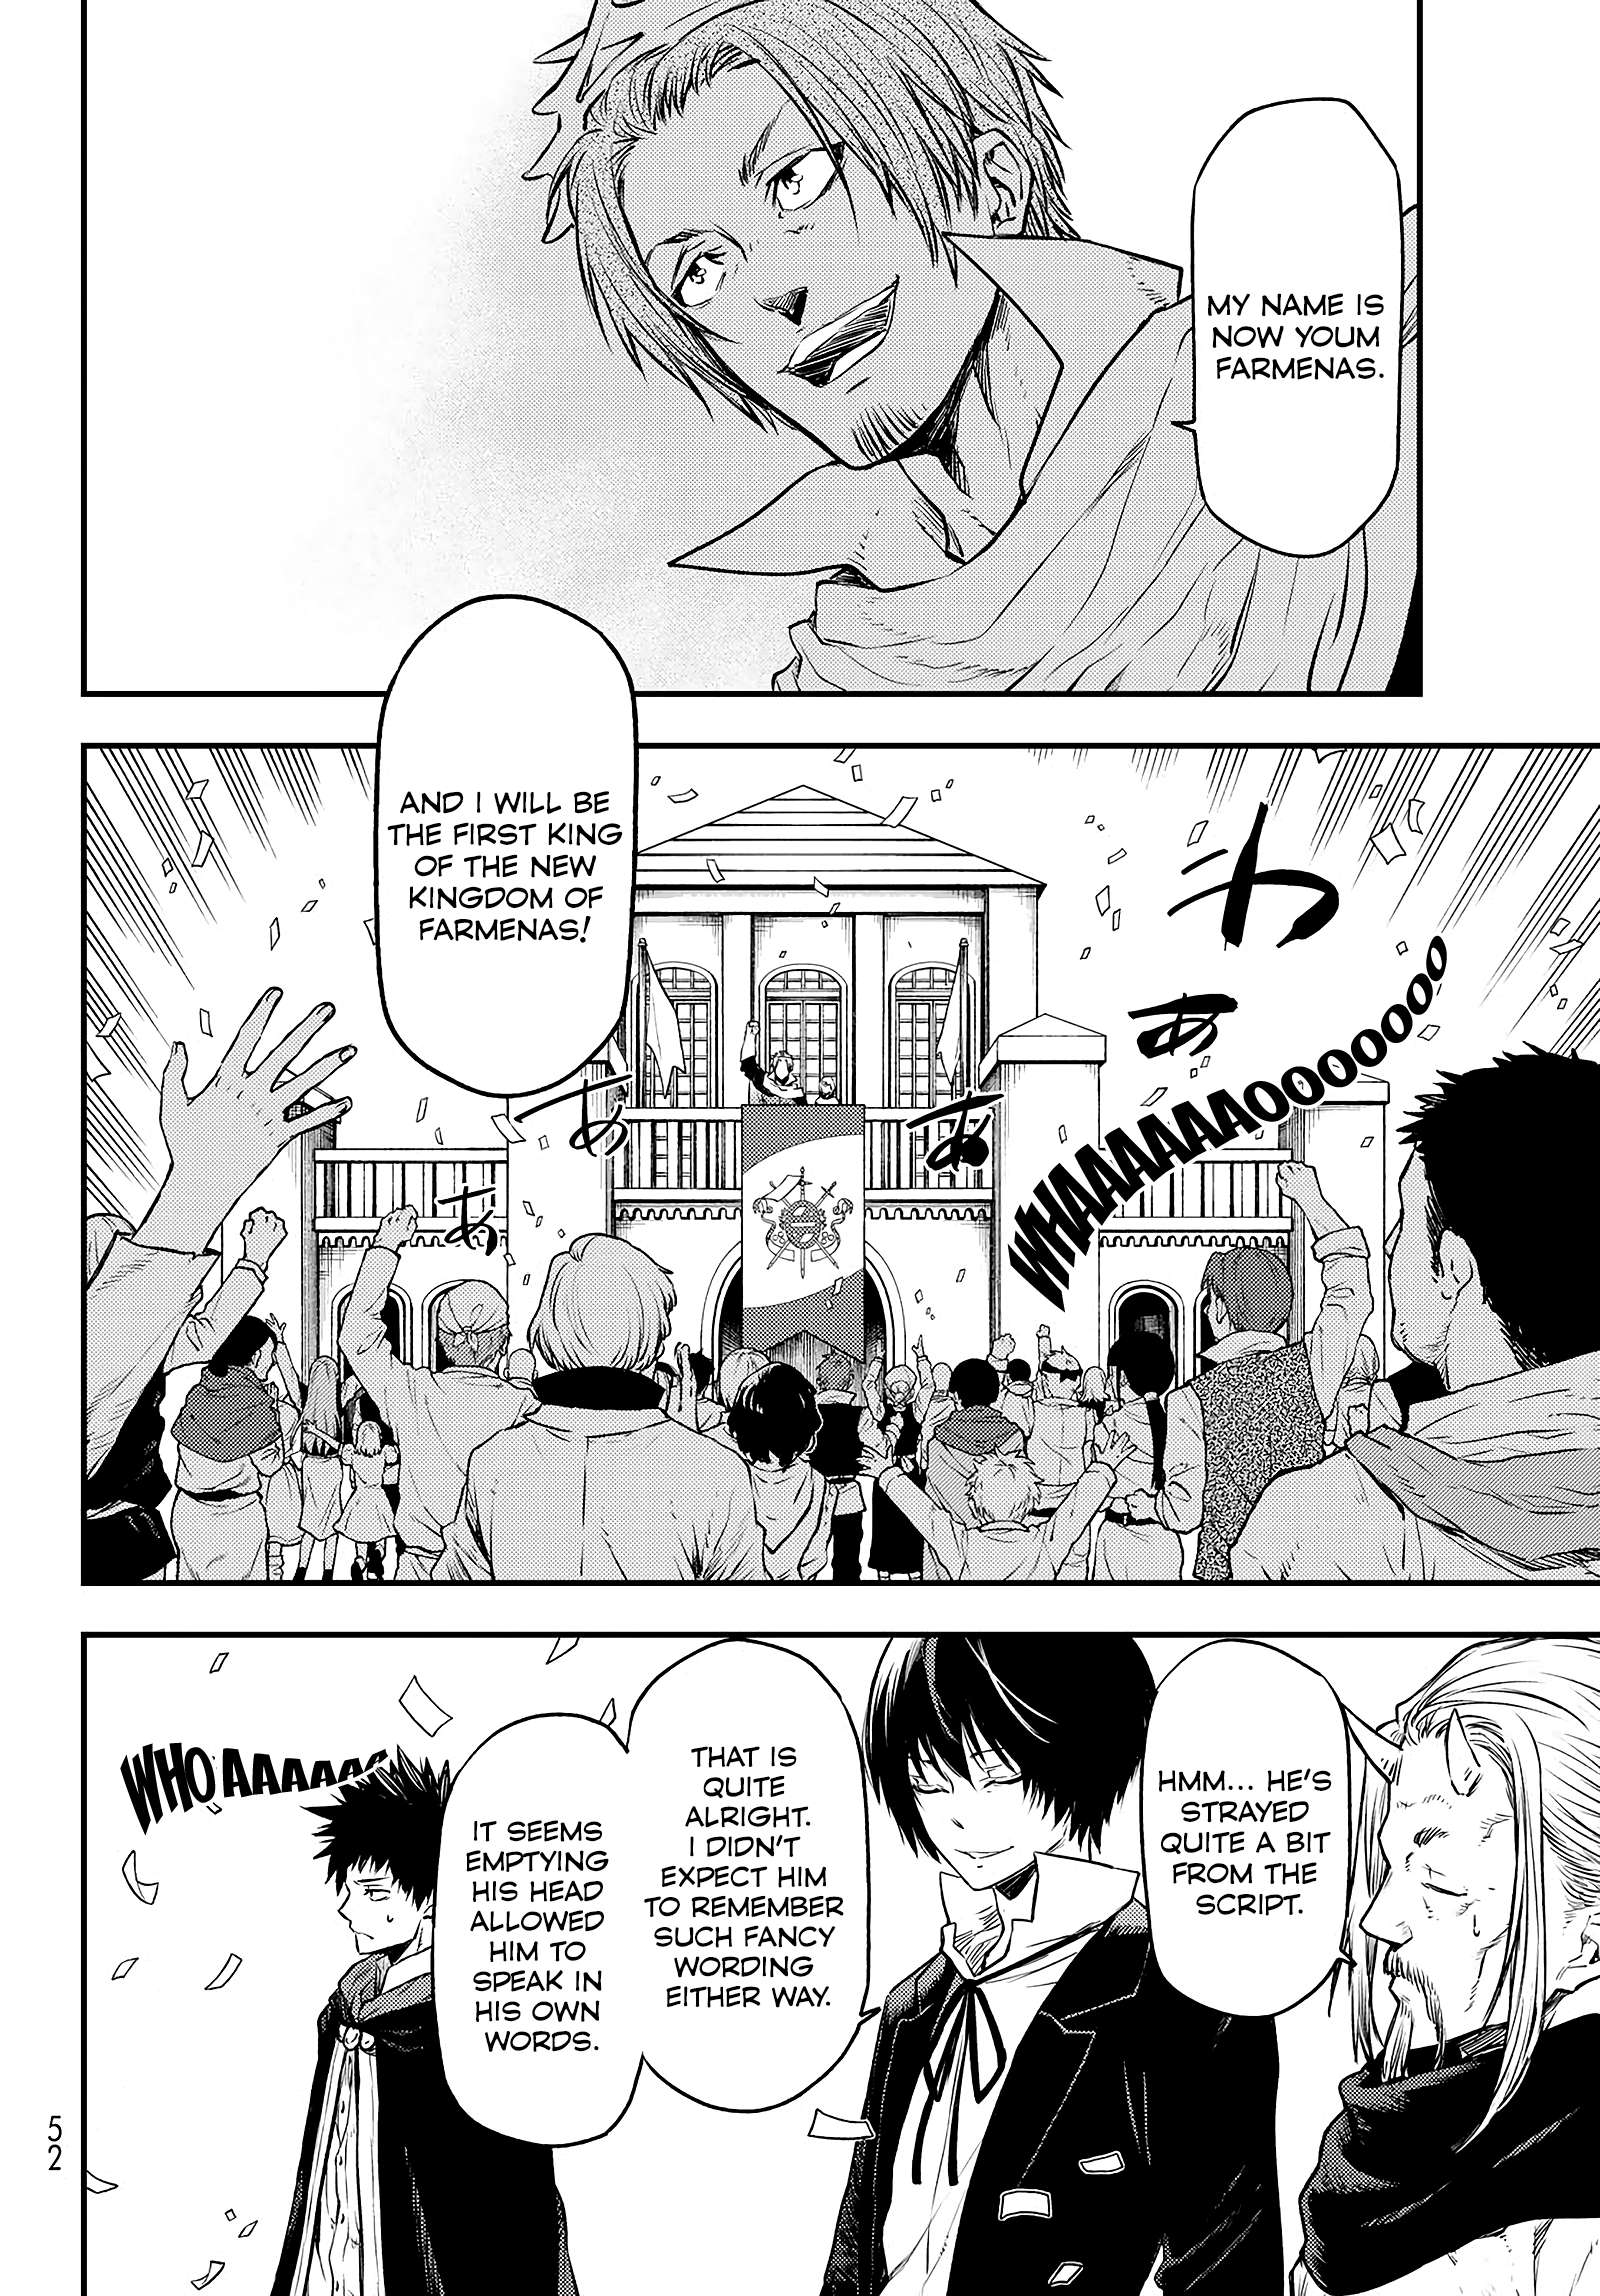 MY NAME IS
NOW YOUM
FARMENAS.
AND I WILL BE
THE FIRST KING
OF THE NEW
KINGDOM OF
FARMENAS!
わ
あ
あ
あ
あ
WHAAAAAAAOOOOOOOO
HMM... HE'S
STRAYED
QUITE A BIT
FROM THE
SCRIPT.
THAT IS
QUITE
ALRIGHT.
I DIDN'T
EXPECT HIM
TO REMEMBER
SUCH FANCY
WORDING
EITHER WAY.
IT SEEMS
EMPTYING
HIS HEAD
ALLOWED
HIM TO
SPEAK IN
HIS OWN
WORDS.
WHOAAAAAA
52